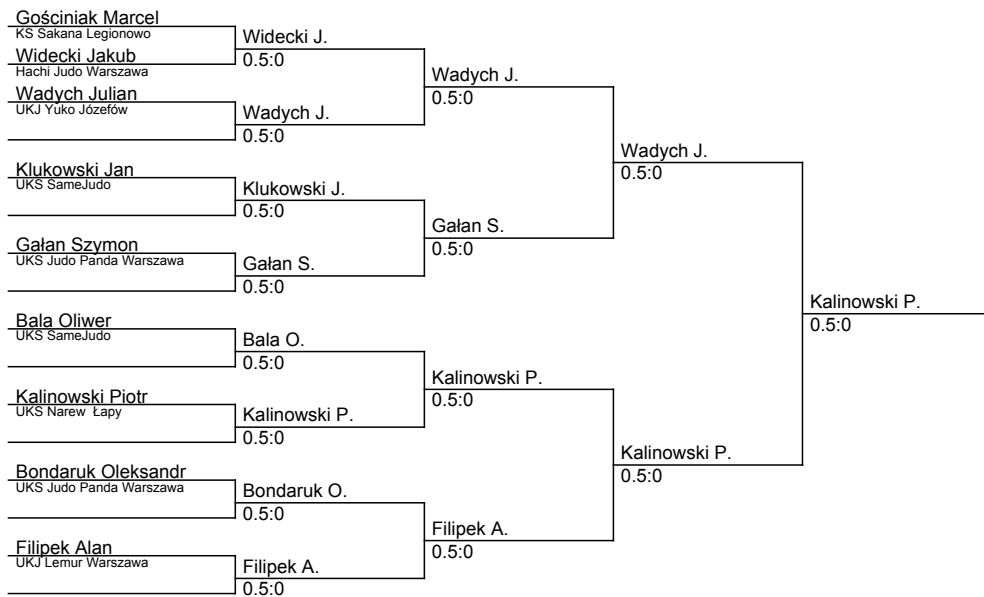 Gościniak Marcel
KS Sakana Legionowo
Widecki Jakub
Hachi Judo Warszawa
Wadych Julian
UKJ Yuko Józefów
Klukowski Jan
UKS SameJudo
Gałan Szymon
UKS Judo Panda Warszawa
Bala Oliwer
UKS SameJudo
Kalinowski Piotr
UKS Narew  Łapy
Bondaruk Oleksandr
UKS Judo Panda Warszawa
Filipek Alan
UKJ Lemur Warszawa
Widecki J.
0.5:0
Wadych J.
0.5:0
Klukowski J.
0.5:0
Gałan S.
0.5:0
Bala O.
0.5:0
Kalinowski P.
0.5:0
Bondaruk O.
0.5:0
Filipek A.
0.5:0
Wadych J.
0.5:0
Gałan S.
0.5:0
Kalinowski P.
0.5:0
Filipek A.
0.5:0
Wadych J.
0.5:0
Kalinowski P.
0.5:0
Kalinowski P.
0.5:0